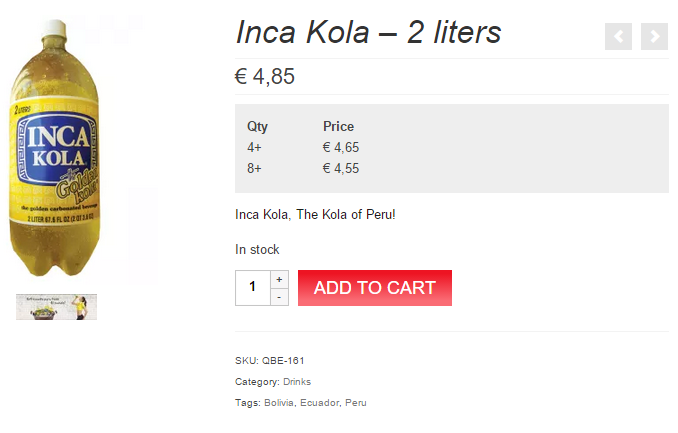 Inca Kola – 2 liters
€ 4,85
Qty Price
4+ € 4,65
8+ € 4,55
Inca Kola, The Kola of Peru!
In stock
1 + -
ADD TO CART
SKU: QBE-161
Category: Drinks
Tags: Bolivia, Ecuador, Peru
2 LITERS
INCA
KOLA
The
Golden
Kola
the golden carbonated beverage
2 LITER 67.6 FL OZ (2 QT 3.6 OZ)